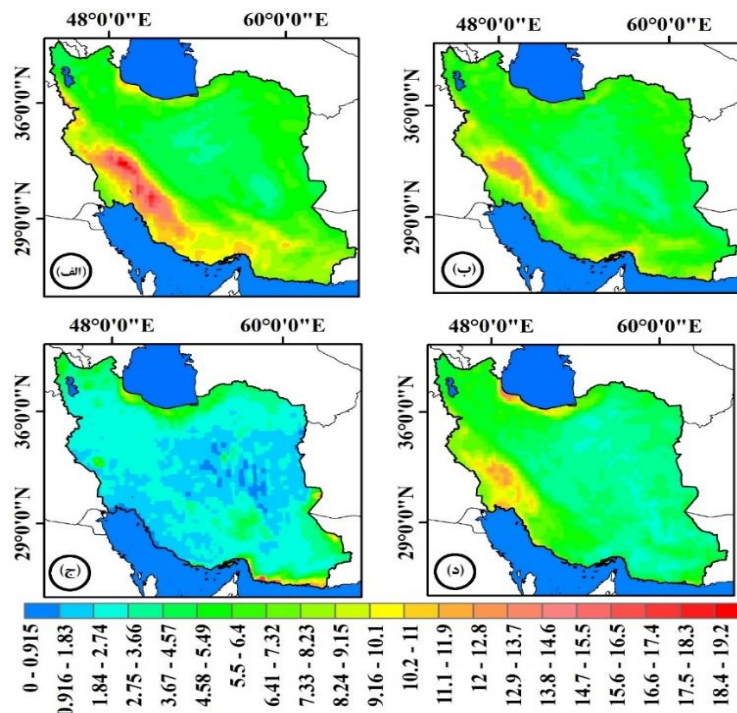 48°0'0"E 60°0'0"E
36°0'0"N
29°0'0"N
(الف)
48°0'0"E 60°0'0"E
36°0'0"N
29°0'0"N
(ب)
48°0'0"E 60°0'0"E
36°0'0"N
29°0'0"N
(ج)
48°0'0"E 60°0'0"E
36°0'0"N
29°0'0"N
(د)
0 - 0.915
0.916 - 1.83
1.84 - 2.74
2.75 - 3.66
3.67 - 4.57
4.58 - 5.49
5.5 - 6.4
6.41 - 7.32
7.33 - 8.23
8.24 - 9.15
9.16 - 10.1
10.2 - 11
11.1 - 11.9
12 - 12.8
12.9 - 13.7
13.8 - 14.6
14.7 - 15.5
15.6 - 16.5
16.6 - 17.4
17.5 - 18.3
18.4 - 19.2